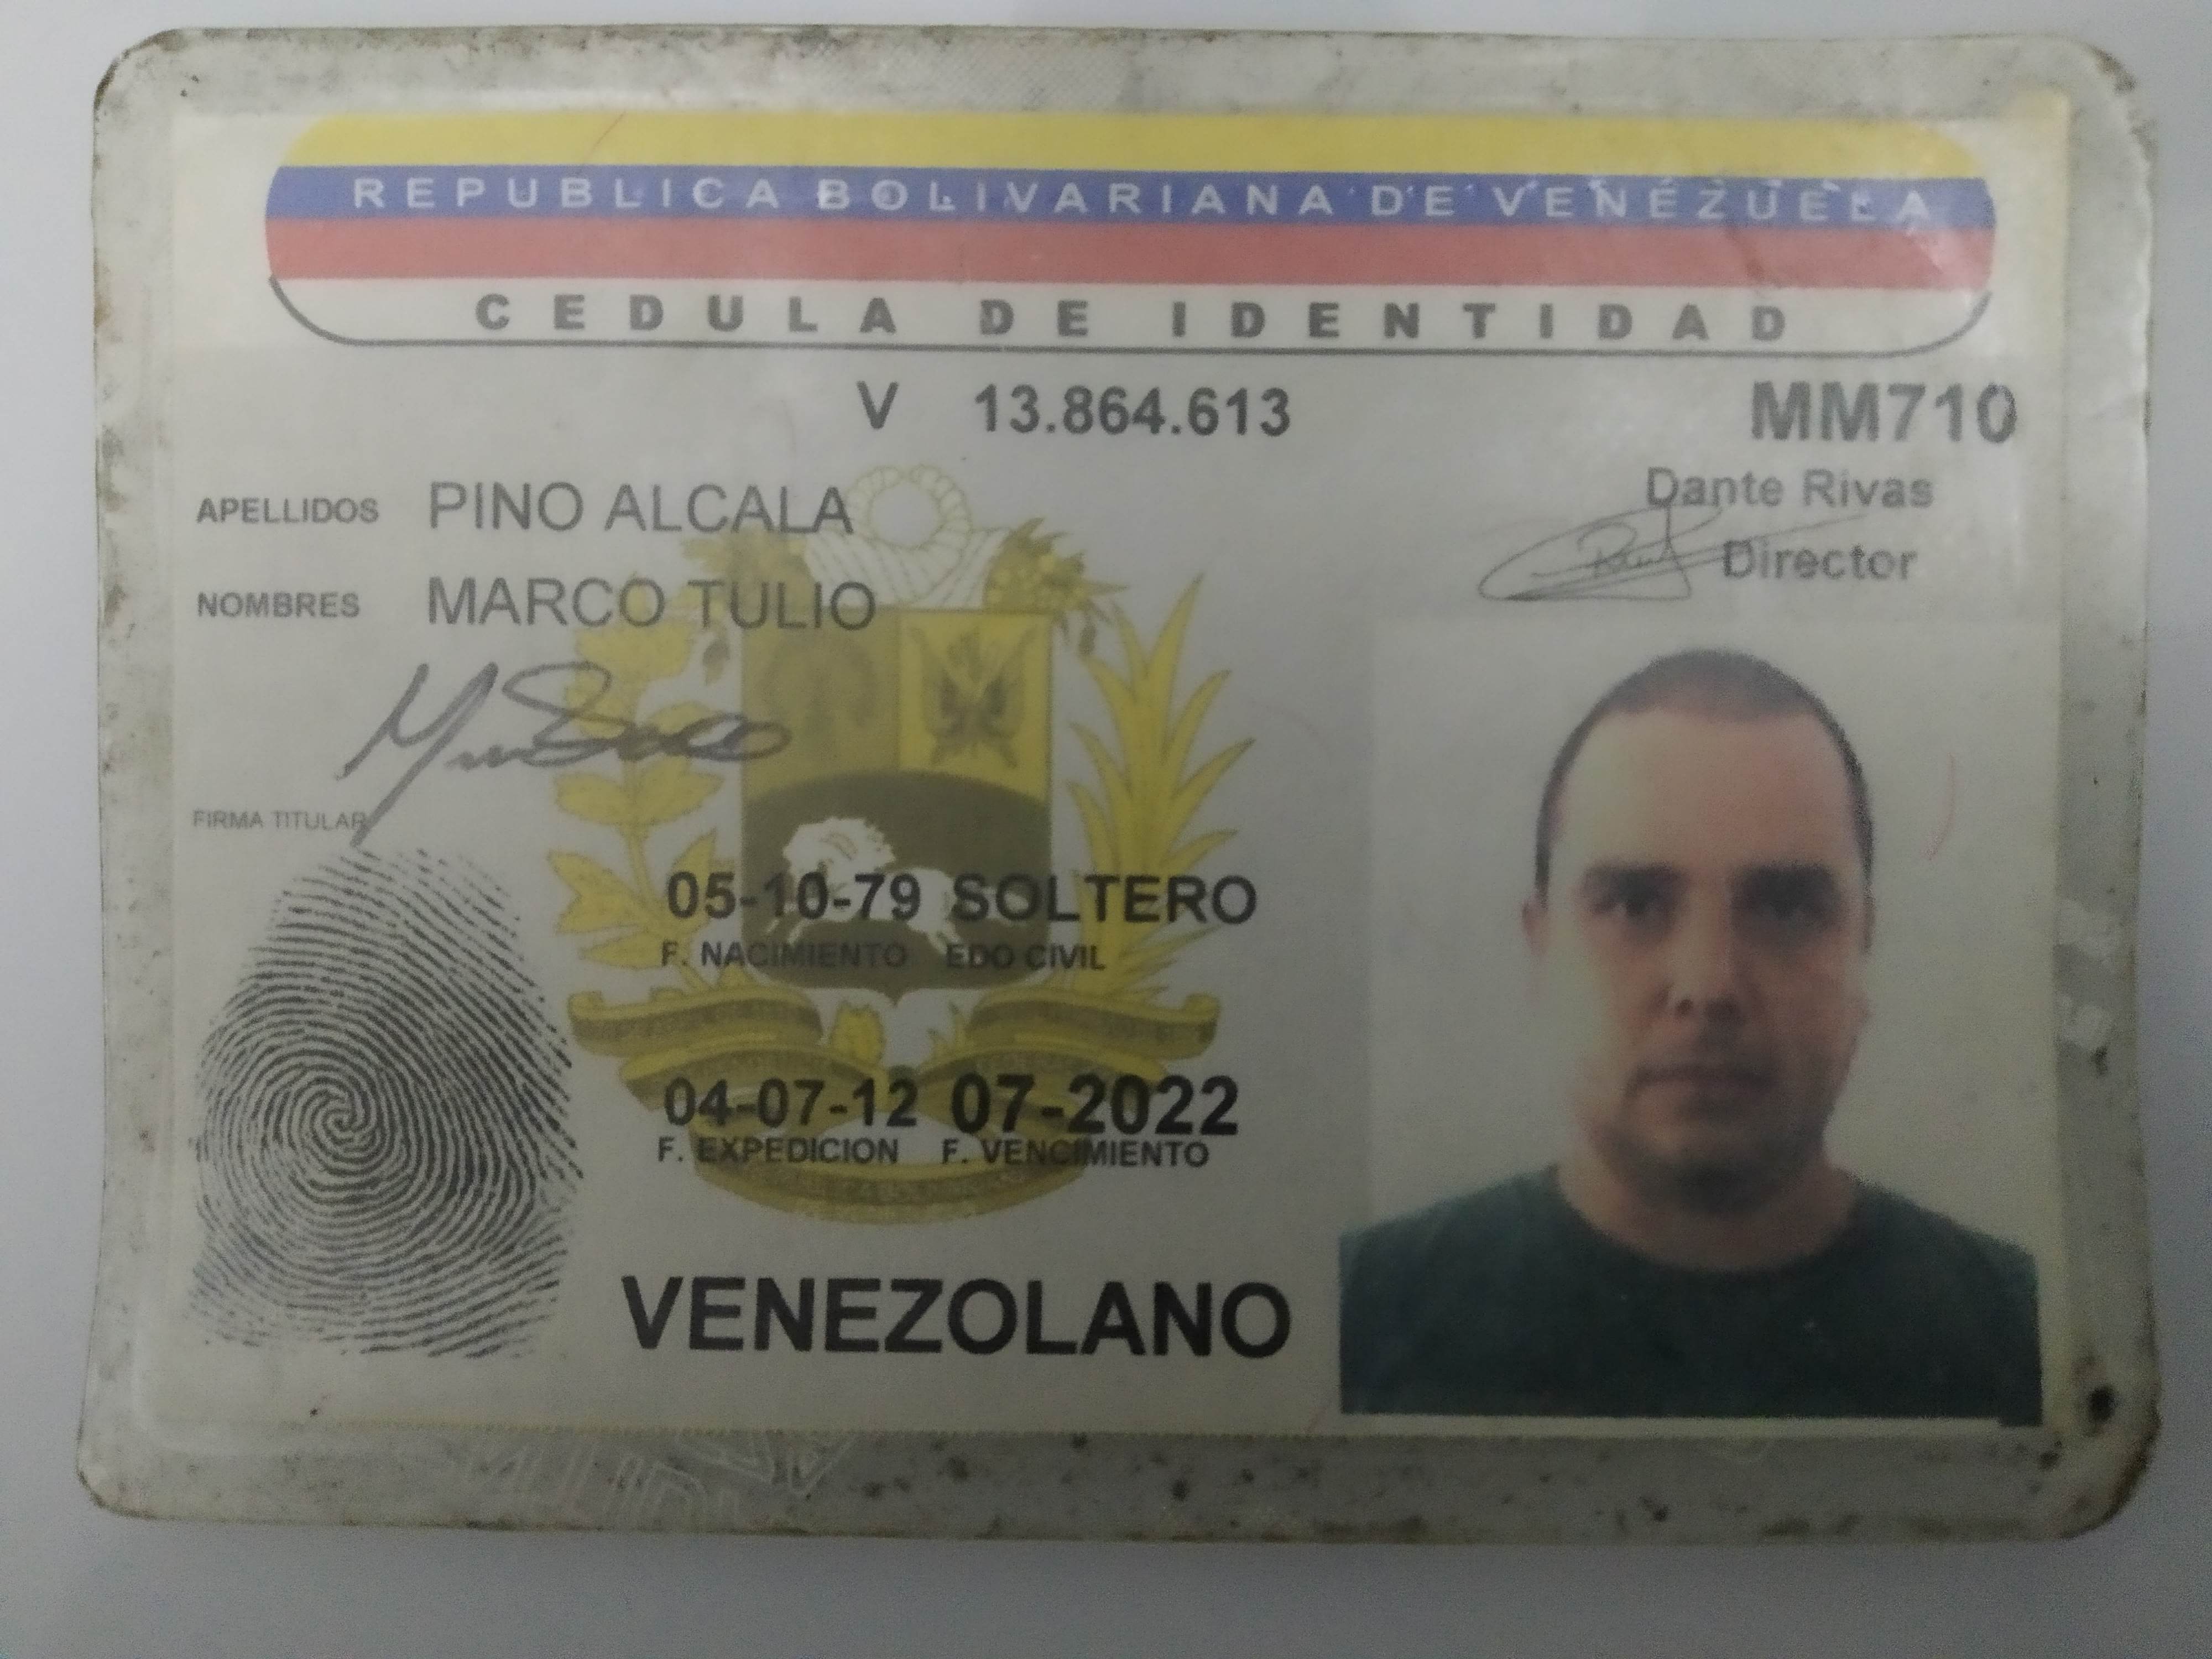 REPUBLICA BOLIVARIANA DE VENEZUELA
CEDULA DE IDENTIDAD
V 13.864.613 MM710
Dante Rivas
Director
APELLIDOS PINO ALCALA
NOMBRES MARCO TULIO
FIRMA TITULAR
05-10-79 SOLTERO
F. NACIMIENTO EDO CIVIL
04-07-12 07-2022
F. EXPEDICION F. VENCIMIENTO
VENEZOLANO